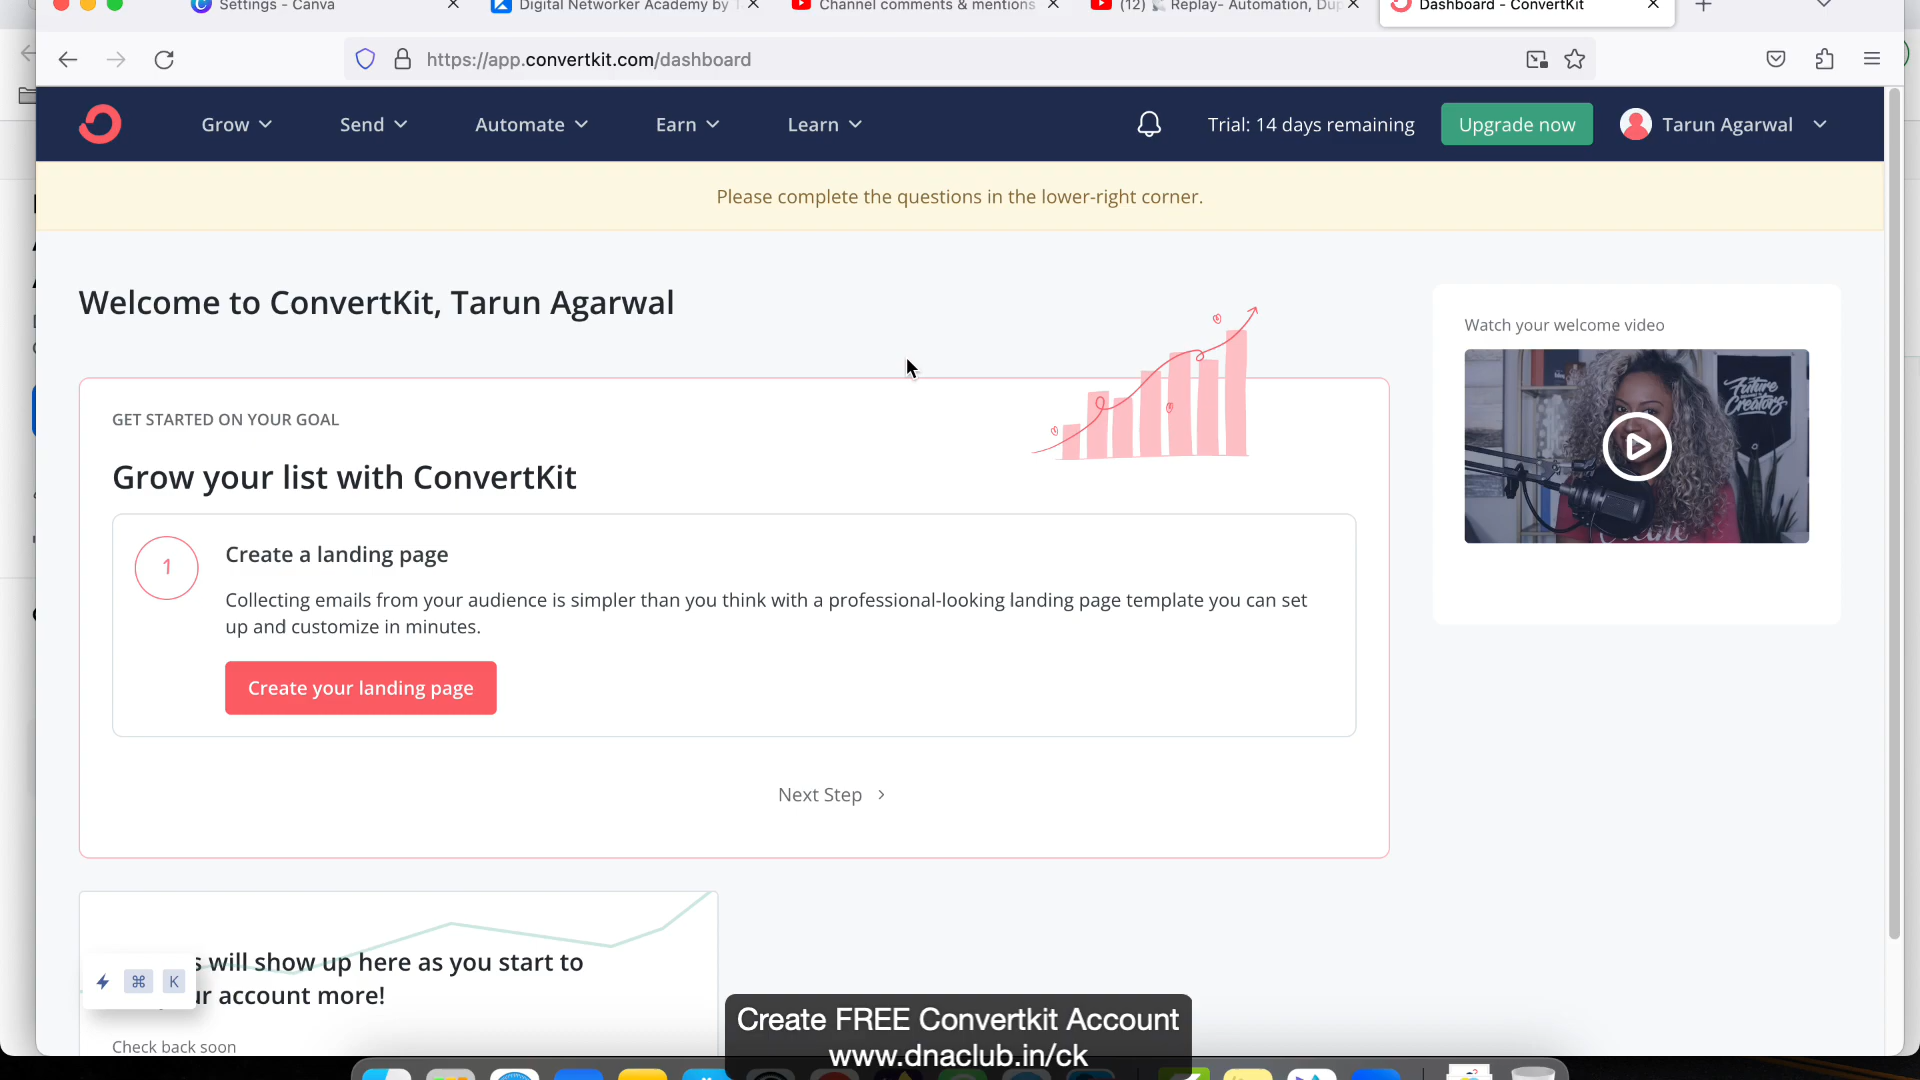 Settings - Canva
Digital Networker Academy by
Channel comments & mentions
(12) Replay- Automation, Dup
Dashboard - ConvertKit
https://app.convertkit.com/dashboard
Grow
Send
Automate
Earn
Learn
Trial: 14 days remaining
Upgrade now
Tarun Agarwal
Please complete the questions in the lower-right corner.
Welcome to ConvertKit, Tarun Agarwal
Watch your welcome video
Future
Creators
GET STARTED ON YOUR GOAL
Grow your list with ConvertKit
1
Create a landing page
Collecting emails from your audience is simpler than you think with a professional-looking landing page template you can set
up and customize in minutes.
Create your landing page
Next Step
s will show up here as you start to
ur account more!
⌘ K
Check back soon
Create FREE Convertkit Account
www.dnaclub.in/ck